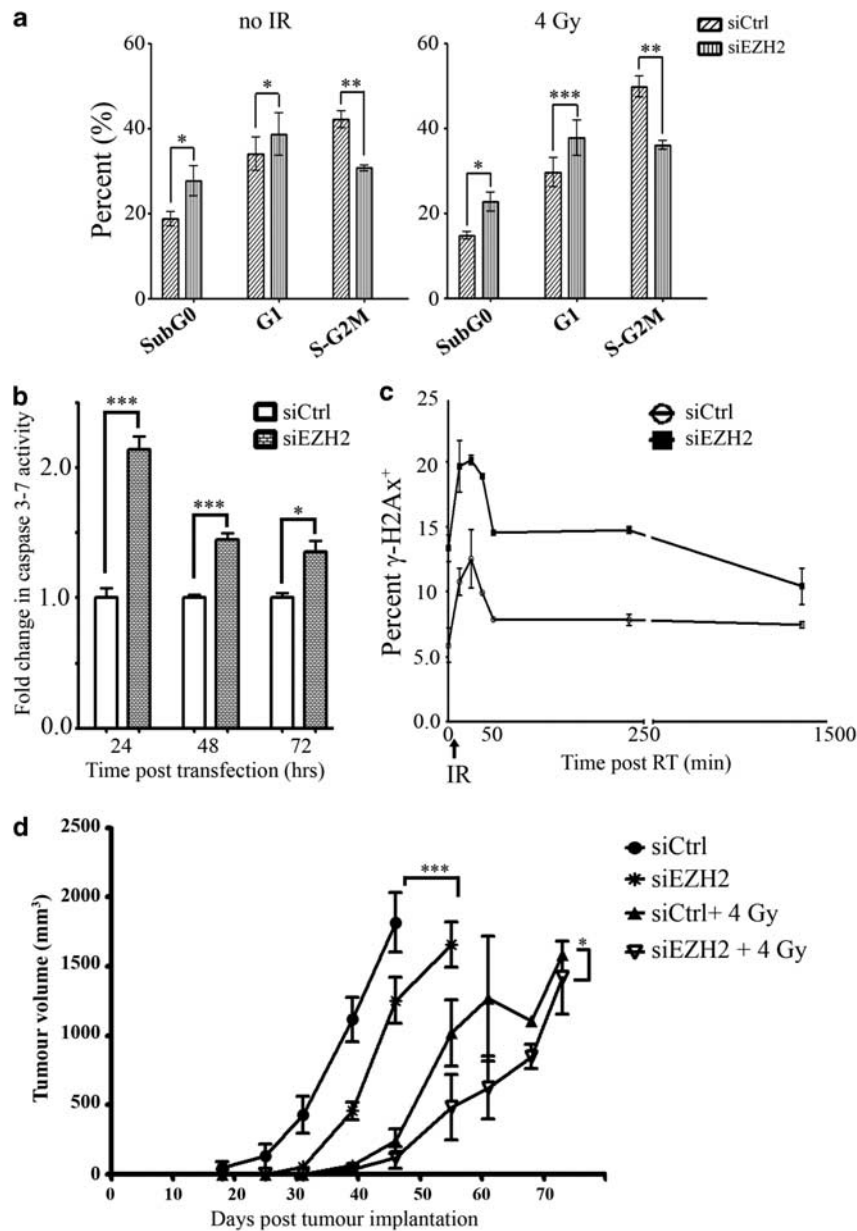 a
no IR
4 Gy
siCtrl
siEZH2
Percent (%)
60
40
20
0
* * **
* *** **
SubG0 G1 S-G2M
SubG0 G1 S-G2M
b
siCtrl
siEZH2
Fold change in caspase 3-7 activity
2.0
1.0
0.0
*** *** *
24 48 72
Time post transfection (hrs)
c
siCtrl
siEZH2
Percent γ-H2Ax+
25
20
15
10
5.0
0.0
0 50 250 1500
IR
Time post RT (min)
d
siCtrl
siEZH2
siCtrl+ 4 Gy
siEZH2 + 4 Gy
Tumour volume (mm³)
2500
2000
1500
1000
500
0
***
*
0 10 20 30 40 50 60 70
Days post tumour implantation